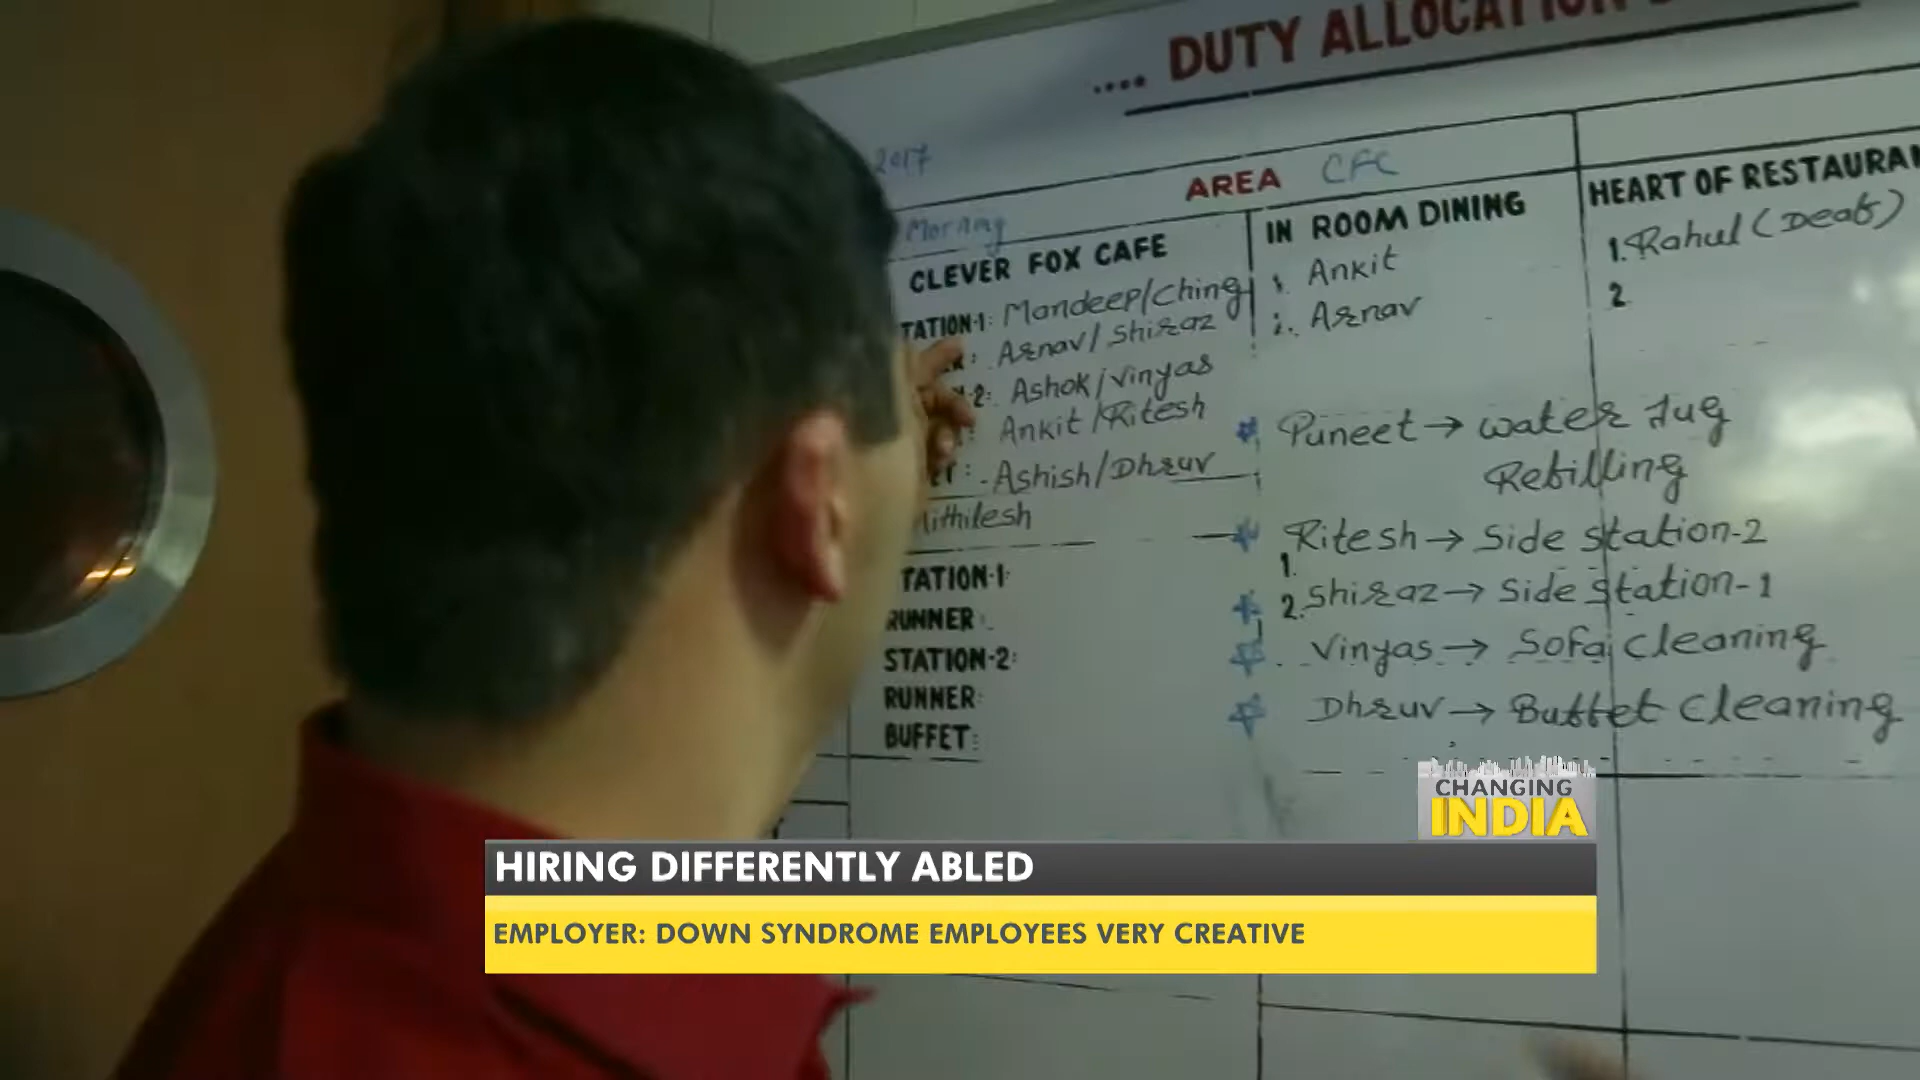 .... DUTY ALLOCATION
2017
AREA CFC
Morning
CLEVER FOX CAFE
IN ROOM DINING
HEART OF RESTAURAN
TATION-1: Mandeep/Ching
: Arnav/Shiraz
-2: Ashok/Vinyas
: Ankit/Ritesh
: Ashish/Dhruv
ithilesh
1. Ankit
Arnav
1. Rahul (Deaf)
2
Puneet → water Jug
Refilling
Ritesh → Side station-2
1.
2. Shiraz → Side station-1
Vinyas → Sofa cleaning
Dhruv → Buffet cleaning
TATION-1:
RUNNER:
STATION-2:
RUNNER:
BUFFET:
CHANGING
INDIA
HIRING DIFFERENTLY ABLED
EMPLOYER: DOWN SYNDROME EMPLOYEES VERY CREATIVE